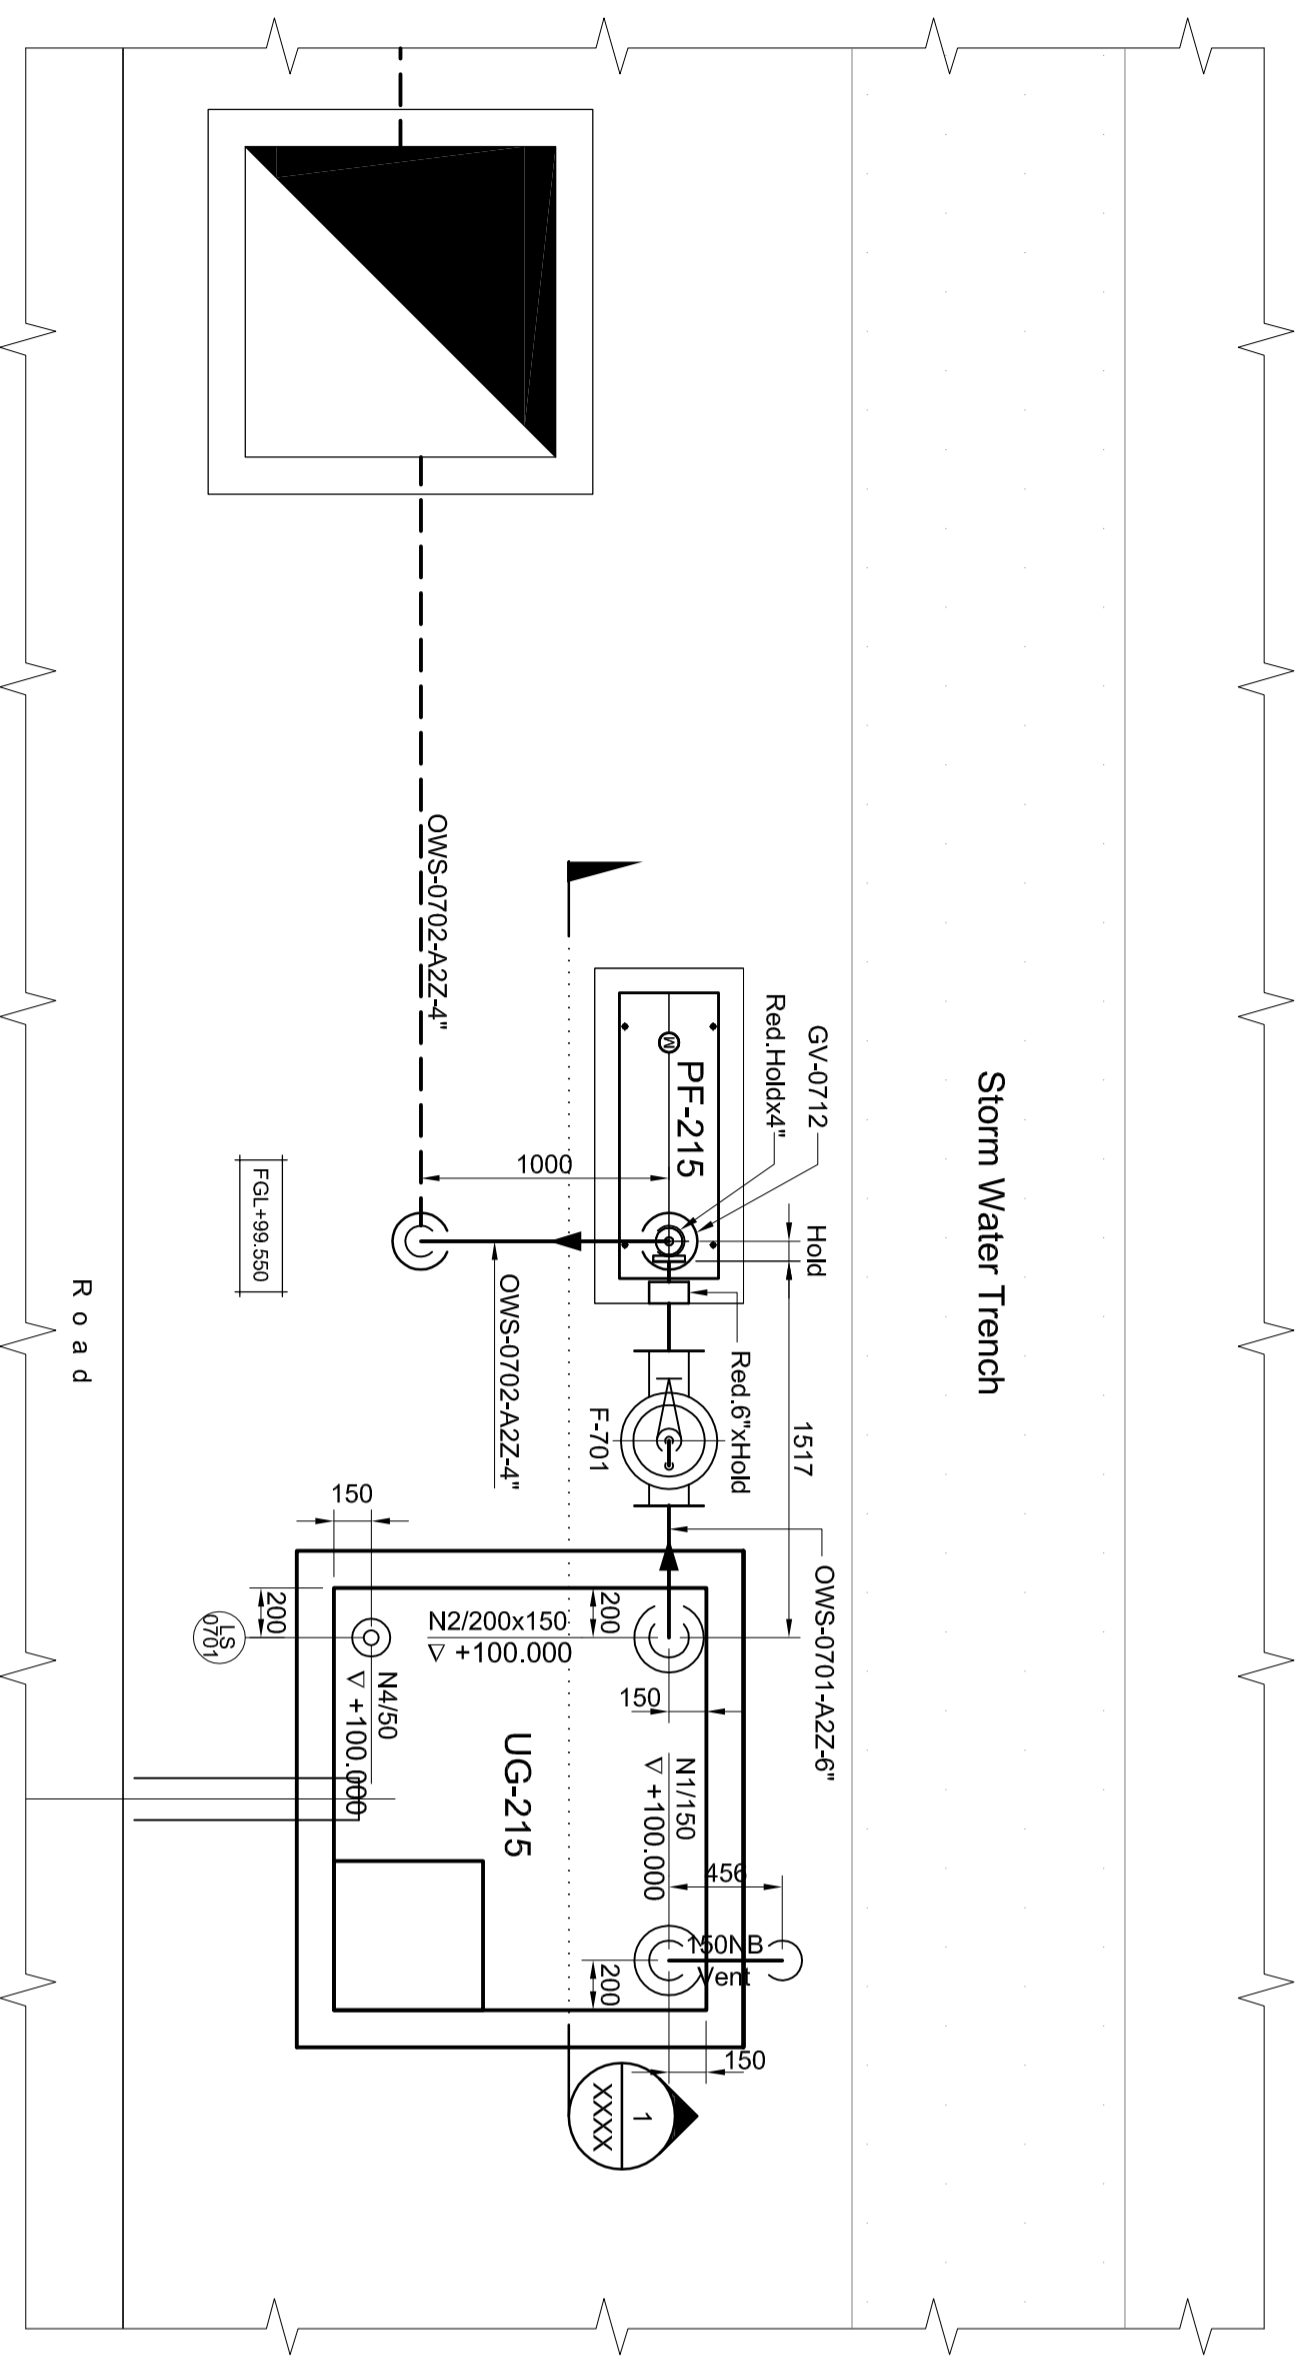 Storm Water Trench
GV-0712
Red.Holdx4"
Hold
1517
OWS-0701-A2Z-6"
Red.6"xHold
PF-215
M
F-701
1000
OWS-0702-A2Z-4"
OWS-0702-A2Z-4"
N2/200x150
▽ +100.000
200
150
N1/150
▽ +100.000
456
150NB
Vent
200
150
UG-215
N4/50
▽ +100.000
150
200
LS
0701
1
XXXX
FGL+99.550
Road